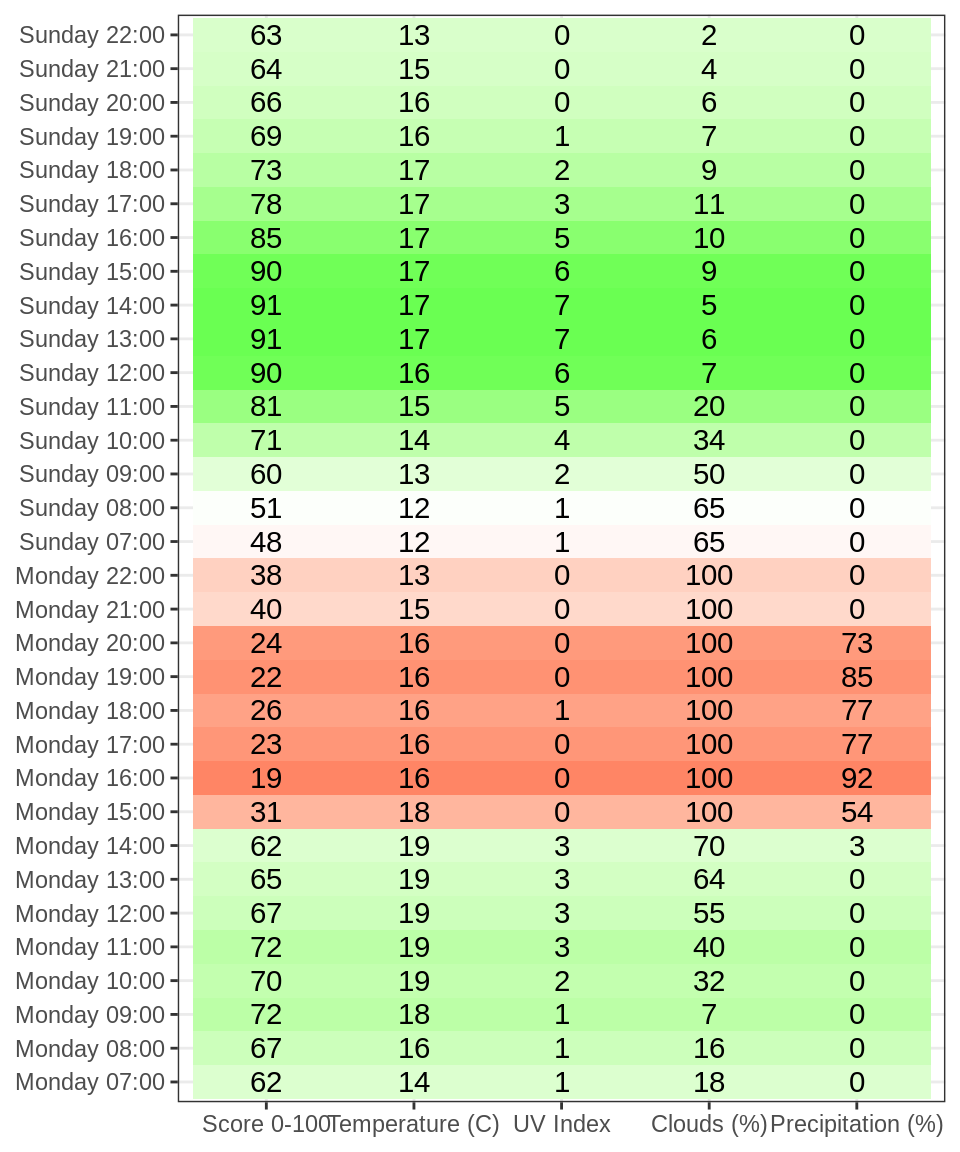 Sunday 22:00 63 13 0 2 0
Sunday 21:00 64 15 0 4 0
Sunday 20:00 66 16 0 6 0
Sunday 19:00 69 16 1 7 0
Sunday 18:00 73 17 2 9 0
Sunday 17:00 78 17 3 11 0
Sunday 16:00 85 17 5 10 0
Sunday 15:00 90 17 6 9 0
Sunday 14:00 91 17 7 5 0
Sunday 13:00 91 17 7 6 0
Sunday 12:00 90 16 6 7 0
Sunday 11:00 81 15 5 20 0
Sunday 10:00 71 14 4 34 0
Sunday 09:00 60 13 2 50 0
Sunday 08:00 51 12 1 65 0
Sunday 07:00 48 12 1 65 0
Monday 22:00 38 13 0 100 0
Monday 21:00 40 15 0 100 0
Monday 20:00 24 16 0 100 73
Monday 19:00 22 16 0 100 85
Monday 18:00 26 16 1 100 77
Monday 17:00 23 16 0 100 77
Monday 16:00 19 16 0 100 92
Monday 15:00 31 18 0 100 54
Monday 14:00 62 19 3 70 3
Monday 13:00 65 19 3 64 0
Monday 12:00 67 19 3 55 0
Monday 11:00 72 19 3 40 0
Monday 10:00 70 19 2 32 0
Monday 09:00 72 18 1 7 0
Monday 08:00 67 16 1 16 0
Monday 07:00 62 14 1 18 0
Score 0-100 Temperature (C) UV Index Clouds (%) Precipitation (%)